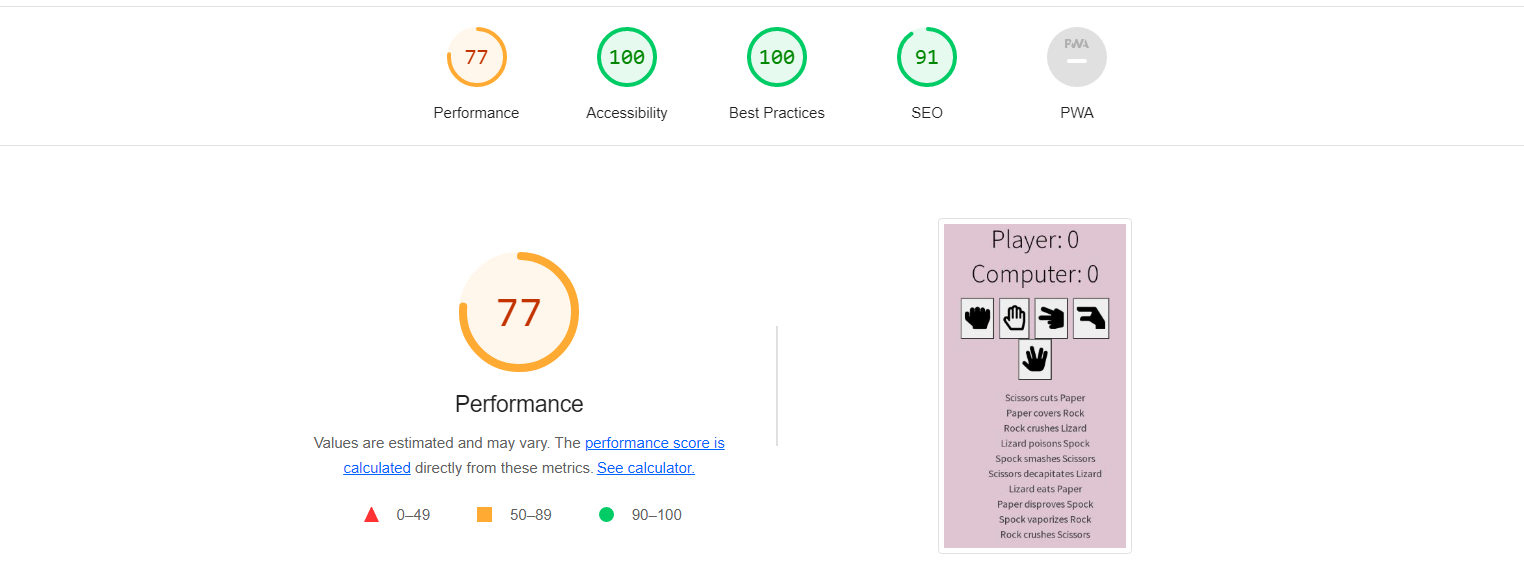 77
100
100
91
PWA
Performance
Accessibility
Best Practices
SEO
PWA
77
Performance
Values are estimated and may vary. The performance score is
calculated directly from these metrics. See calculator.
0–49
50–89
90–100
Player: 0
Computer: 0
Scissors cuts Paper
Paper covers Rock
Rock crushes Lizard
Lizard poisons Spock
Spock smashes Scissors
Scissors decapitates Lizard
Lizard eats Paper
Paper disproves Spock
Spock vaporizes Rock
Rock crushes Scissors